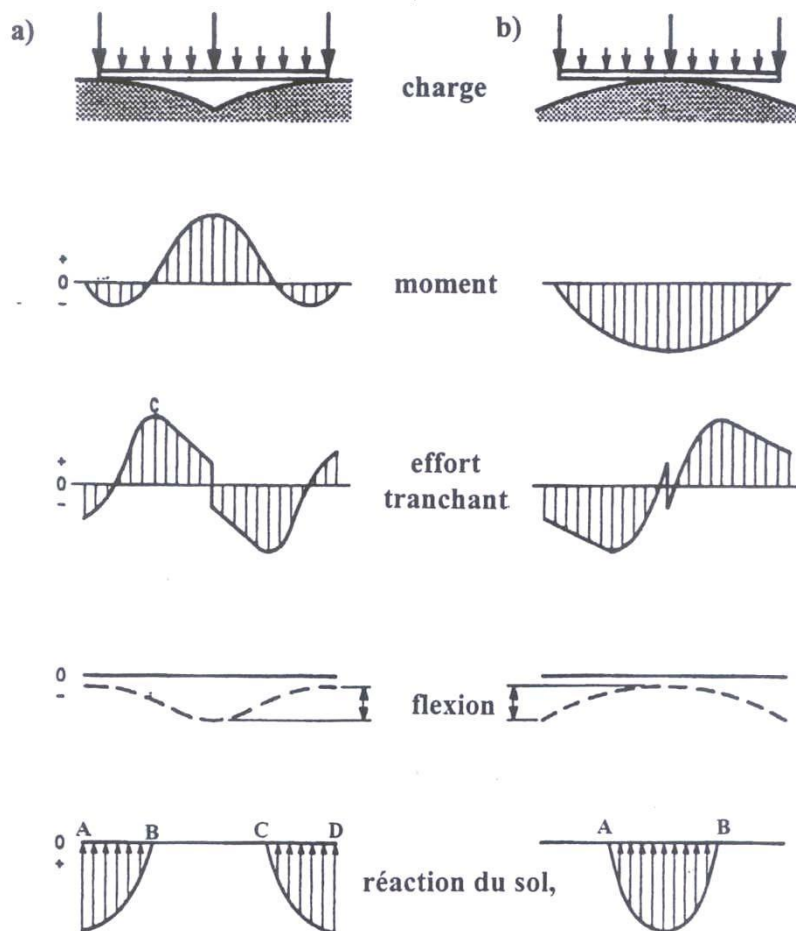 a)
b)
charge
+
0
-
moment
C
+
0
-
effort
tranchant
0
-
flexion
A B C D
A B
0
+
réaction du sol,